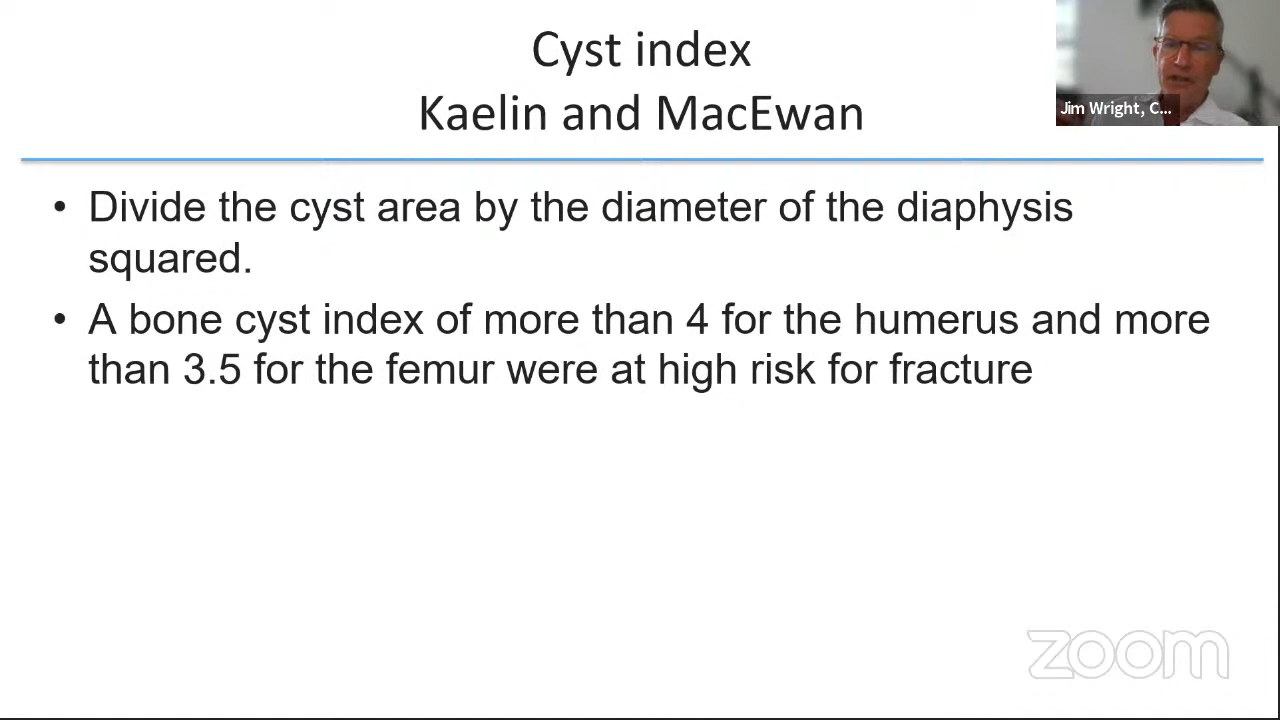 Cyst index
Kaelin and MacEwan
Jim Wright, C...
• Divide the cyst area by the diameter of the diaphysis
squared.
• A bone cyst index of more than 4 for the humerus and more
than 3.5 for the femur were at high risk for fracture
zoom